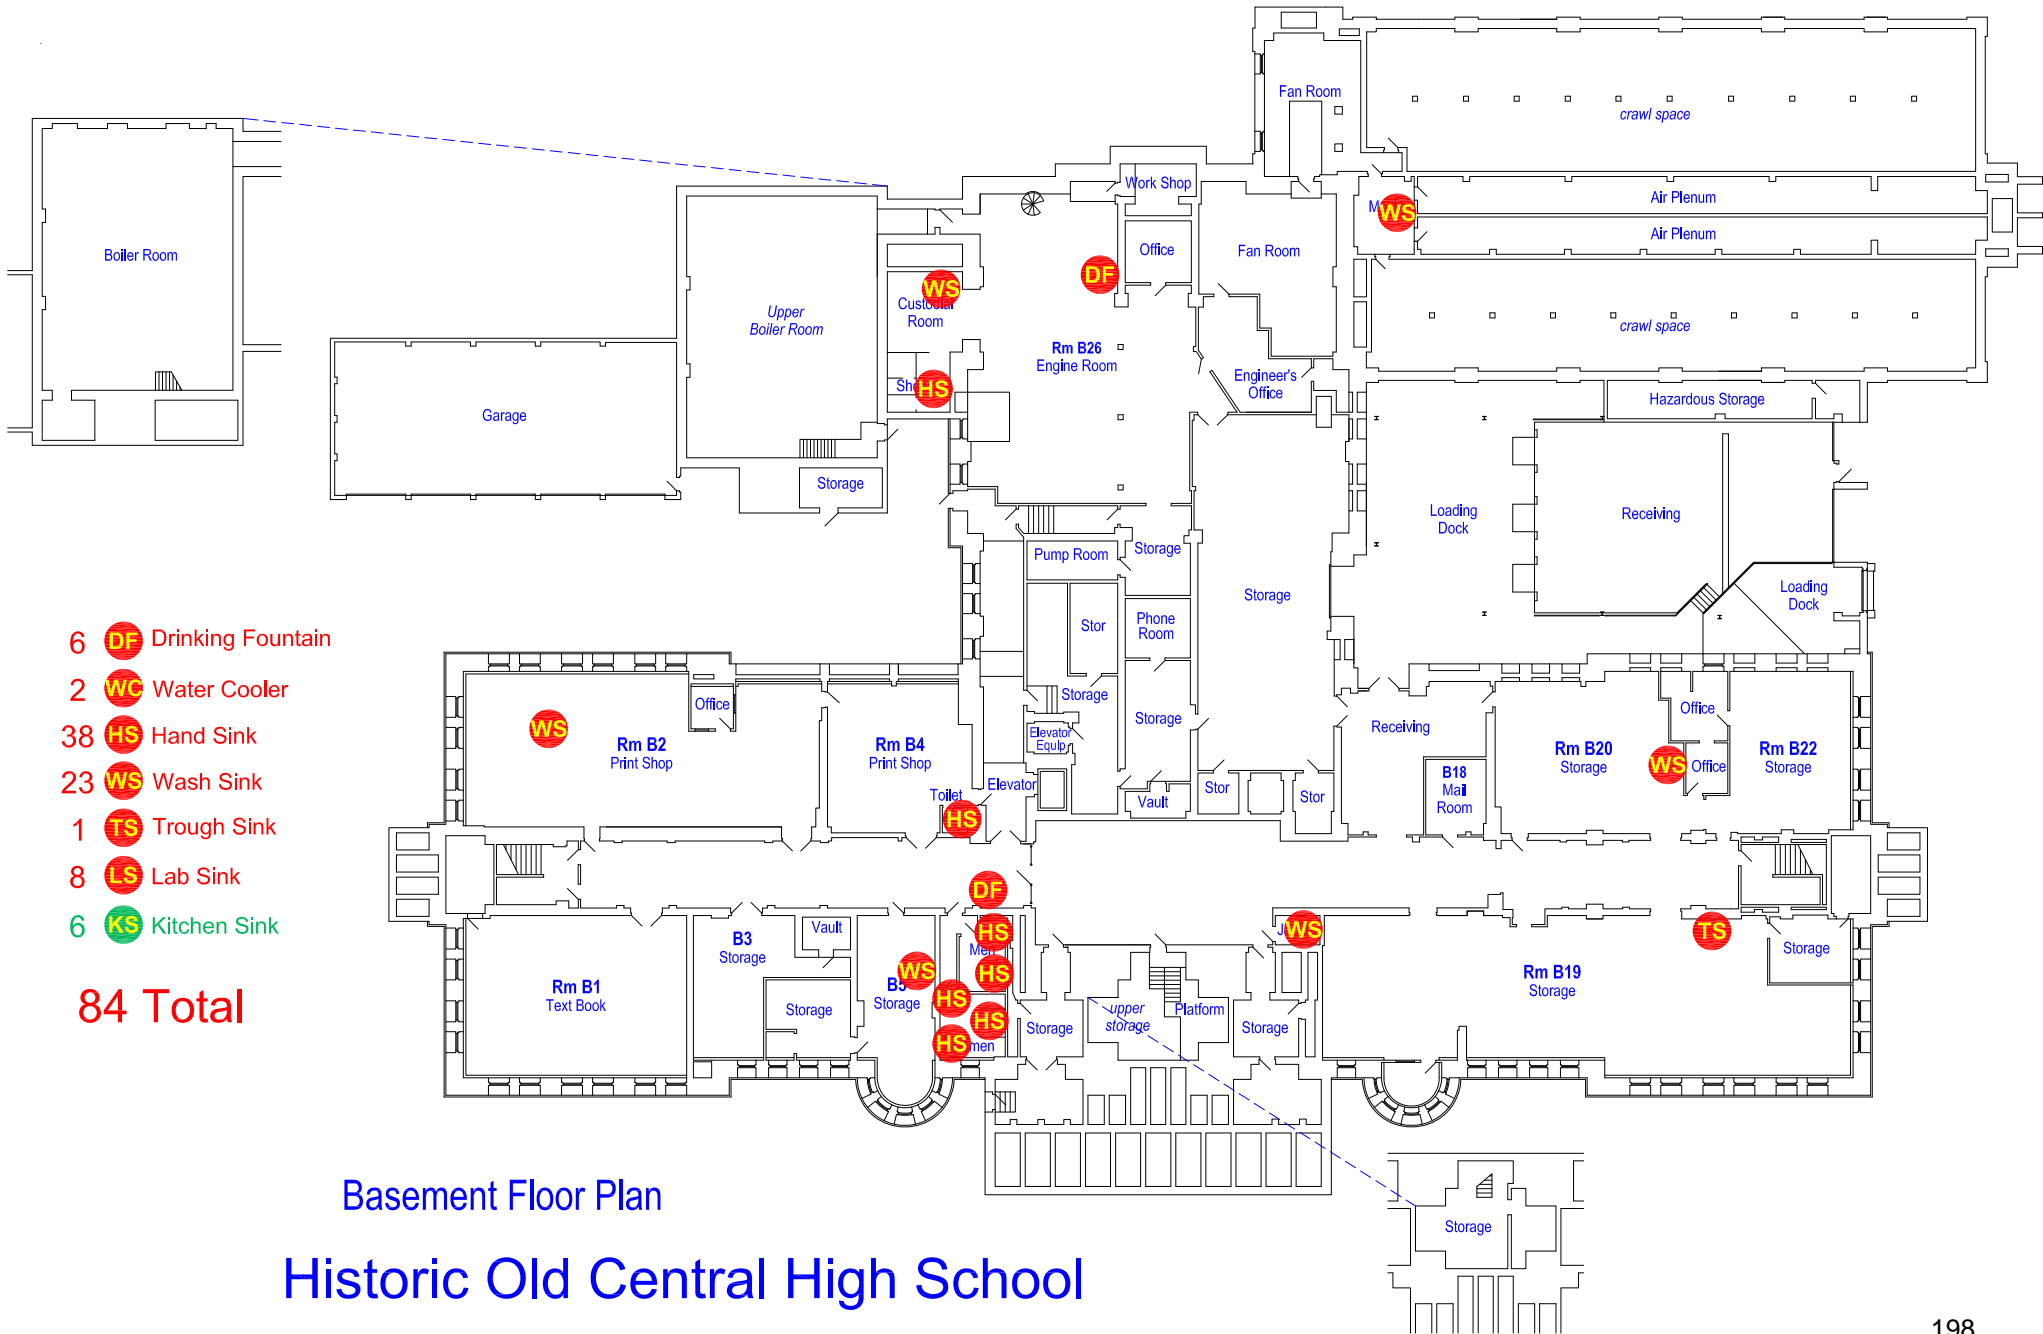 Fan Room
crawl space
Work Shop
Air Plenum
WS
Air Plenum
Boiler Room
Office
Fan Room
DF
WS
Custodial
Room
Upper
Boiler Room
crawl space
Rm B26
Engine Room
HS
Engineer's
Office
Hazardous Storage
Garage
Storage
Loading
Dock
Receiving
Pump Room
Storage
Storage
Loading
Dock
Stor
Phone
Room
6 DF Drinking Fountain
2 WC Water Cooler
38 HS Hand Sink
23 WS Wash Sink
1 TS Trough Sink
8 LS Lab Sink
6 KS Kitchen Sink
84 Total
Office
WS
Rm B2
Print Shop
Rm B4
Print Shop
Storage
Elevator
Equip
Storage
Receiving
Office
Rm B20
Storage
WS
Office
Rm B22
Storage
B18
Mail
Room
Toilet
HS
Elevator
Vault
Stor
Stor
DF
HS
Men
HS
WS
TS
B3
Storage
Vault
WS
B5
Storage
Storage
Rm B1
Text Book
Storage
HS
HS
HS
Storage
upper
storage
Platform
Storage
Rm B19
Storage
Storage
Basement Floor Plan
Historic Old Central High School
198